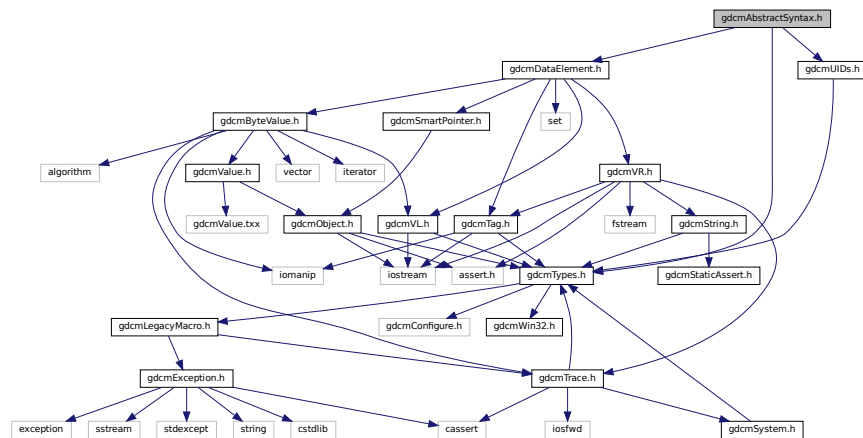 gdcmAbstractSyntax.h
gdcmDataElement.h
gdcmUIDs.h
gdcmByteValue.h
gdcmSmartPointer.h
set
algorithm
gdcmValue.h
vector
iterator
gdcmVR.h
gdcmValue.txx
gdcmObject.h
gdcmVL.h
gdcmTag.h
fstream
gdcmString.h
iomanip
iostream
assert.h
gdcmTypes.h
gdcmStaticAssert.h
gdcmLegacyMacro.h
gdcmConfigure.h
gdcmWin32.h
gdcmException.h
gdcmTrace.h
exception
sstream
stdexcept
string
cstdlib
cassert
iosfwd
gdcmSystem.h